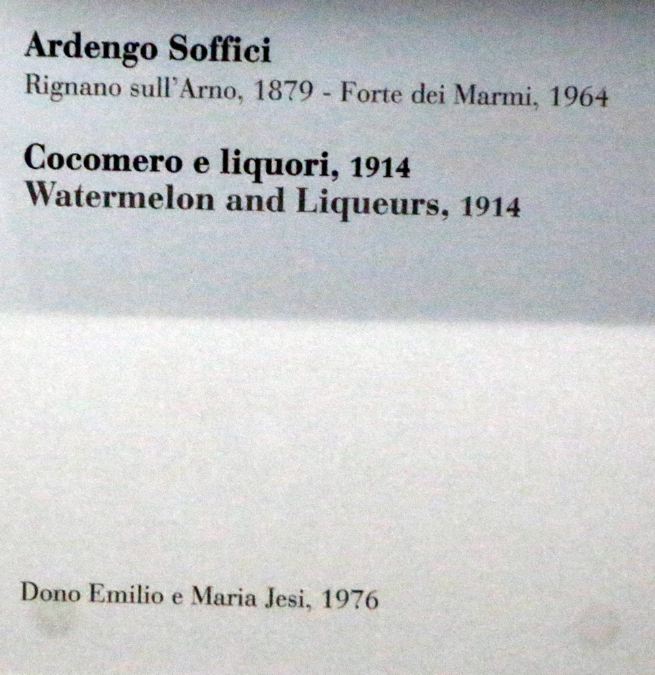 Ardengo Soffici
Rignano sull'Arno, 1879 - Forte dei Marmi, 1964
Cocomero e liquori, 1914
Watermelon and Liqueurs, 1914
Dono Emilio e Maria Jesi, 1976